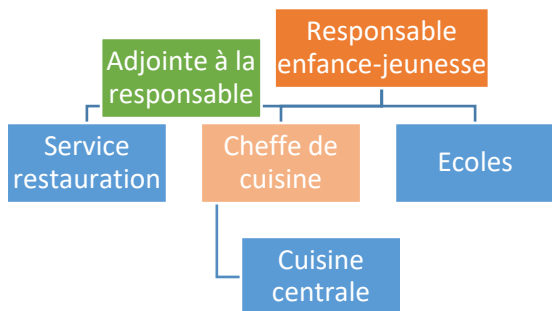 Responsable
enfance-jeunesse
Adjointe à la
responsable
Service
restauration
Cheffe de
cuisine
Ecoles
Cuisine
centrale